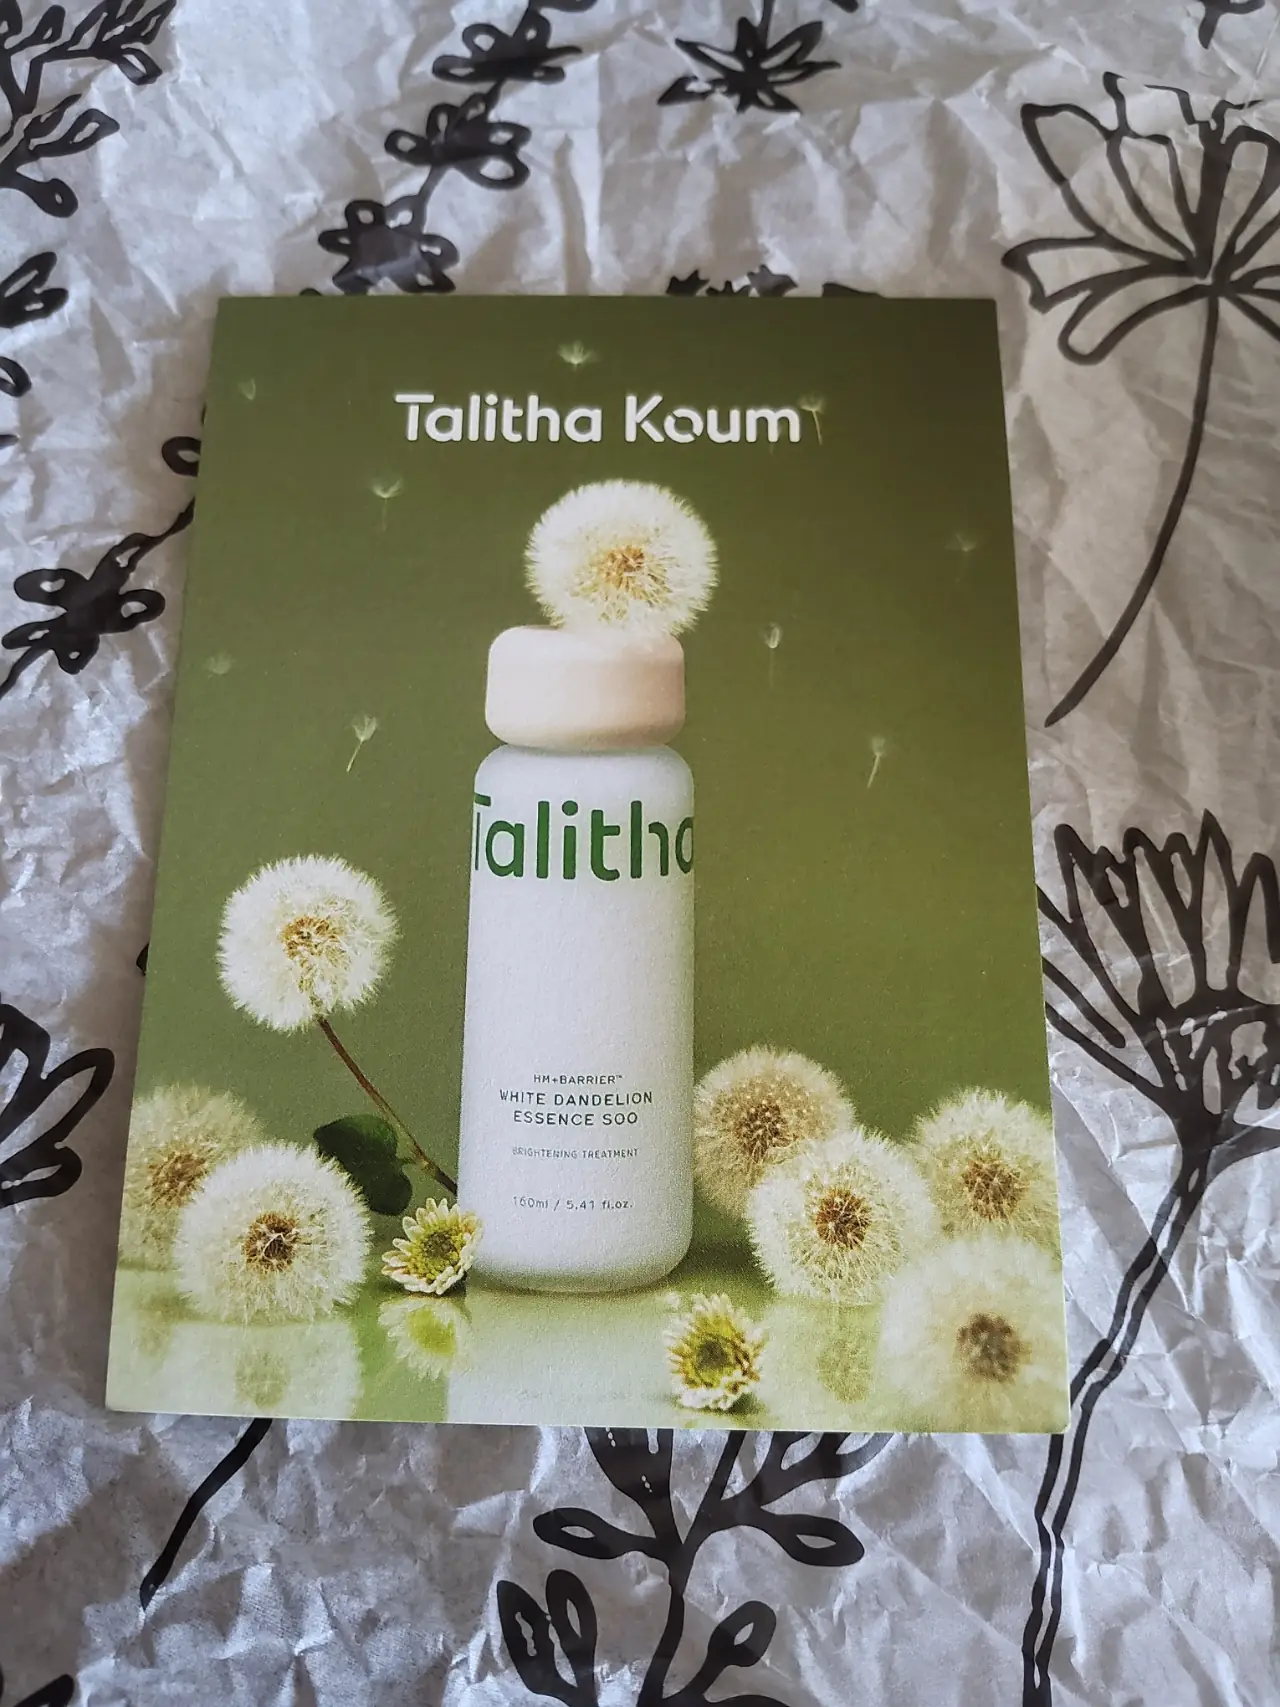 Talitha Koum
Talitha
HM+BARRIER™
WHITE DANDELION
ESSENCE SOO
BRIGHTENING TREATMENT
160ml / 5.41 fl.oz.